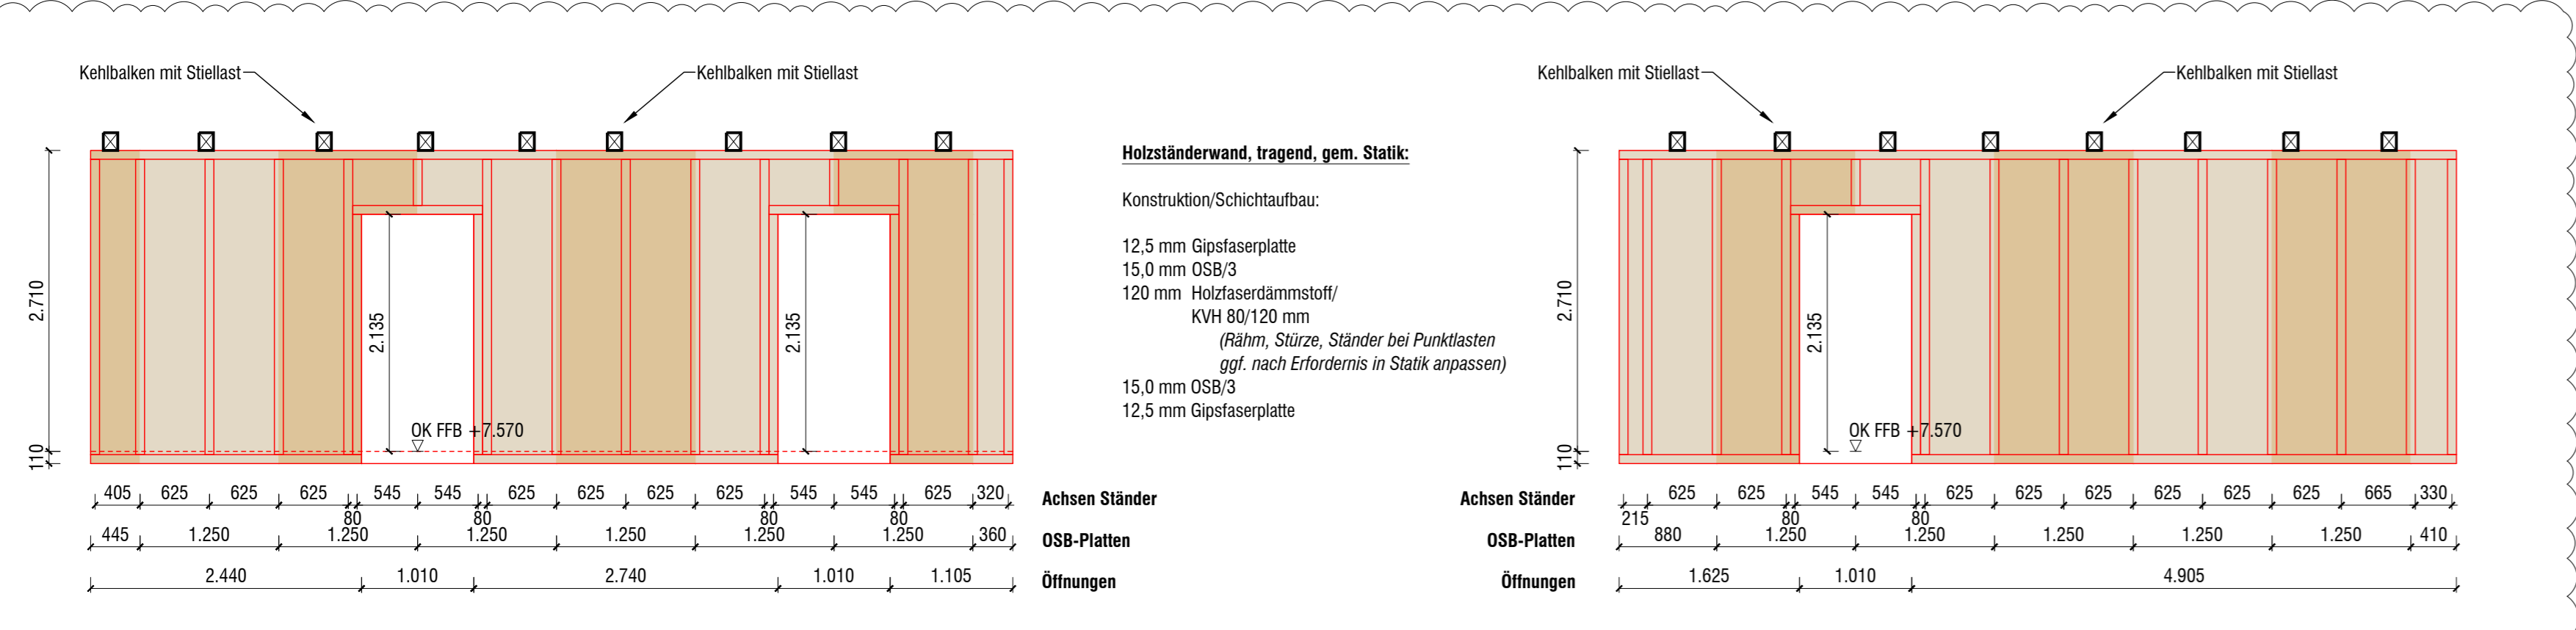 Kehlbalken mit Stiellast
Kehlbalken mit Stiellast
2.710
110
2.135
OK FFB +7.570
2.135
405 625 625 625 545 545 625 625 625 625 545 545 625 320
80 80 80 80
445 1.250 1.250 1.250 1.250 1.250 1.250 360
2.440 1.010 2.740 1.010 1.105
Achsen Ständer
OSB-Platten
Öffnungen
Holzständerwand, tragend, gem. Statik:
Konstruktion/Schichtaufbau:
12,5 mm Gipsfaserplatte
15,0 mm OSB/3
120 mm Holzfaserdämmstoff/
KVH 80/120 mm
(Rähm, Stürze, Ständer bei Punktlasten
ggf. nach Erfordernis in Statik anpassen)
15,0 mm OSB/3
12,5 mm Gipsfaserplatte
Kehlbalken mit Stiellast
Kehlbalken mit Stiellast
2.710
110
2.135
OK FFB +7.570
Achsen Ständer
OSB-Platten
Öffnungen
625 625 545 545 625 625 625 625 625 625 665 330
215 80 80
880 1.250 1.250 1.250 1.250 1.250 410
1.625 1.010 4.905